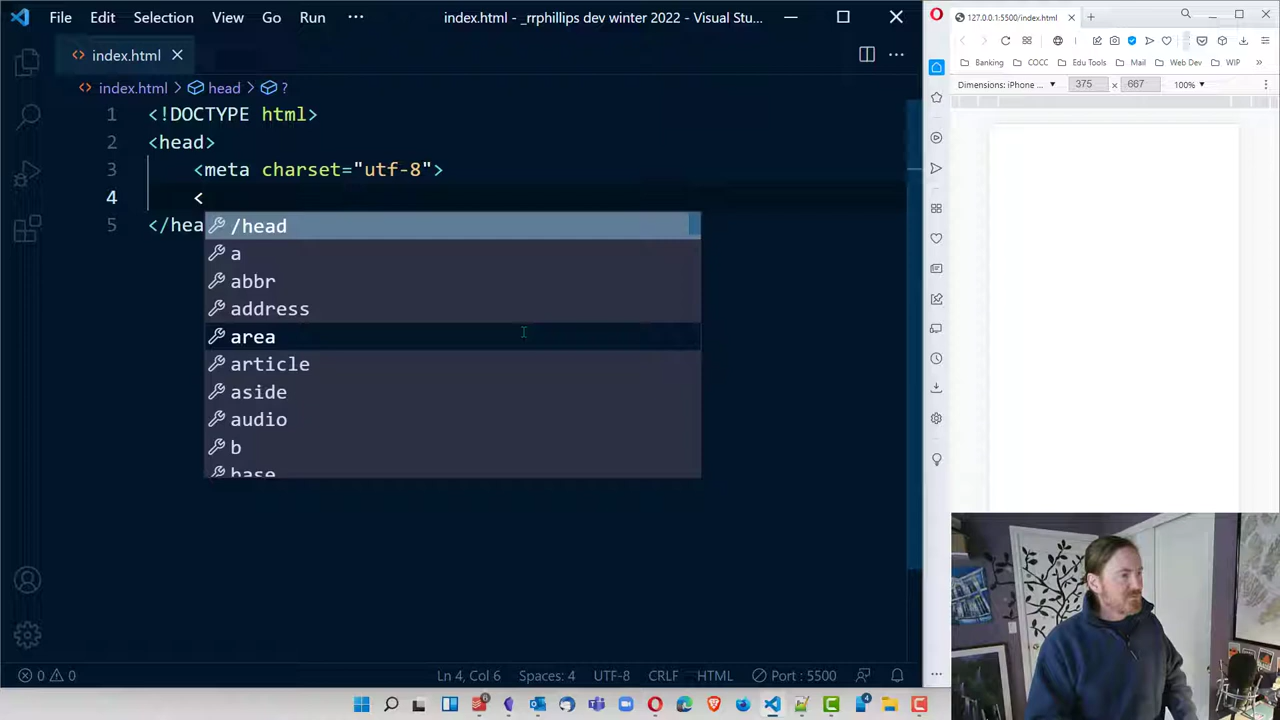 File Edit Selection View Go Run ··· index.html - _rrphillips dev winter 2022 - Visual Stu...
127.0.0.1:5500/index.html
index.html
Banking COCC Edu Tools Mail Web Dev WIP »
index.html > head > ?
Dimensions: iPhone ... 375 × 667 100%
1 <!DOCTYPE html>
2 <head>
3 <meta charset="utf-8">
4 <
5 </hea
/head
a
abbr
address
area
article
aside
audio
b
base
0 0 Ln 4, Col 6 Spaces: 4 UTF-8 CRLF HTML Port : 5500
6
4